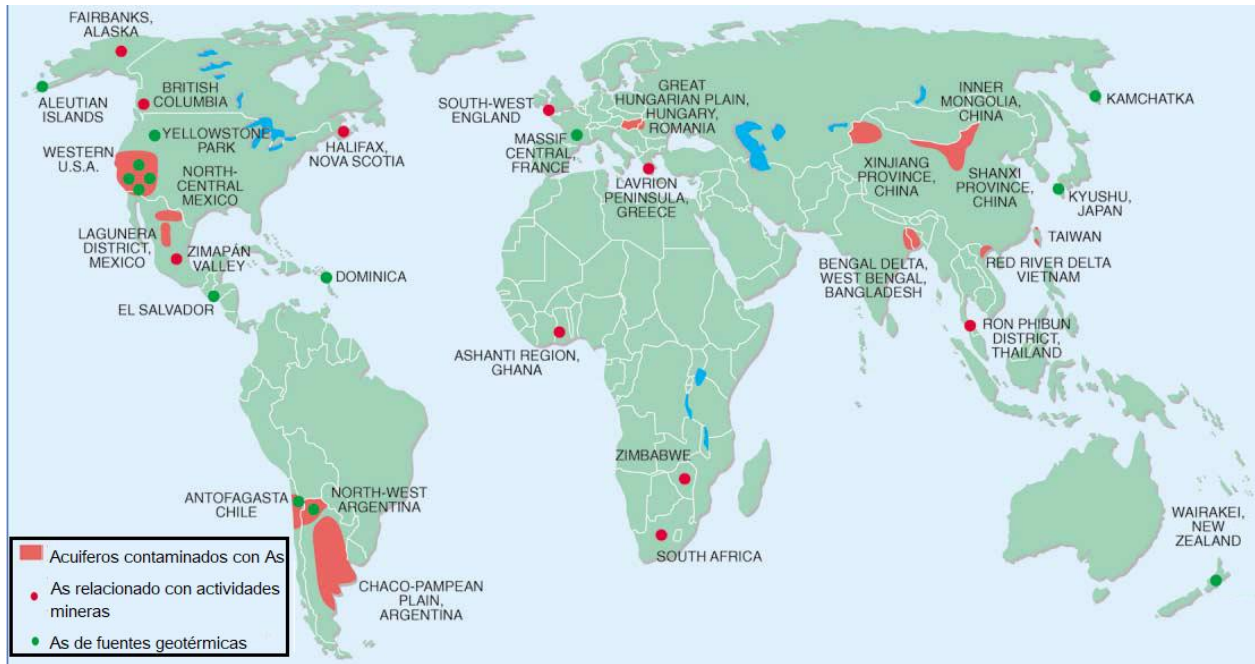 FAIRBANKS,
ALASKA
ALEUTIAN
ISLANDS
BRITISH
COLUMBIA
YELLOWSTONE
PARK
HALIFAX,
NOVA SCOTIA
WESTERN
U.S.A.
NORTH-
CENTRAL
MEXICO
LAGUNERA
DISTRICT,
MEXICO
ZIMAPÁN
VALLEY
DOMINICA
EL SALVADOR
SOUTH-WEST
ENGLAND
GREAT
HUNGARIAN PLAIN,
HUNGARY,
ROMANIA
MASSIF
CENTRAL,
FRANCE
LAVRION
PENINSULA,
GREECE
INNER
MONGOLIA,
CHINA
KAMCHATKA
XINJIANG
PROVINCE,
CHINA
SHANXI
PROVINCE,
CHINA
KYUSHU,
JAPAN
TAIWAN
BENGAL DELTA,
WEST BENGAL,
BANGLADESH
RED RIVER DELTA
VIETNAM
RON PHIBUN
DISTRICT,
THAILAND
ASHANTI REGION,
GHANA
ZIMBABWE
SOUTH AFRICA
ANTOFAGASTA
CHILE
NORTH-WEST
ARGENTINA
CHACO-PAMPEAN
PLAIN,
ARGENTINA
WAIRAKEI,
NEW
ZEALAND
Acuiferos contaminados con As
As relacionado con actividades
mineras
As de fuentes geotérmicas